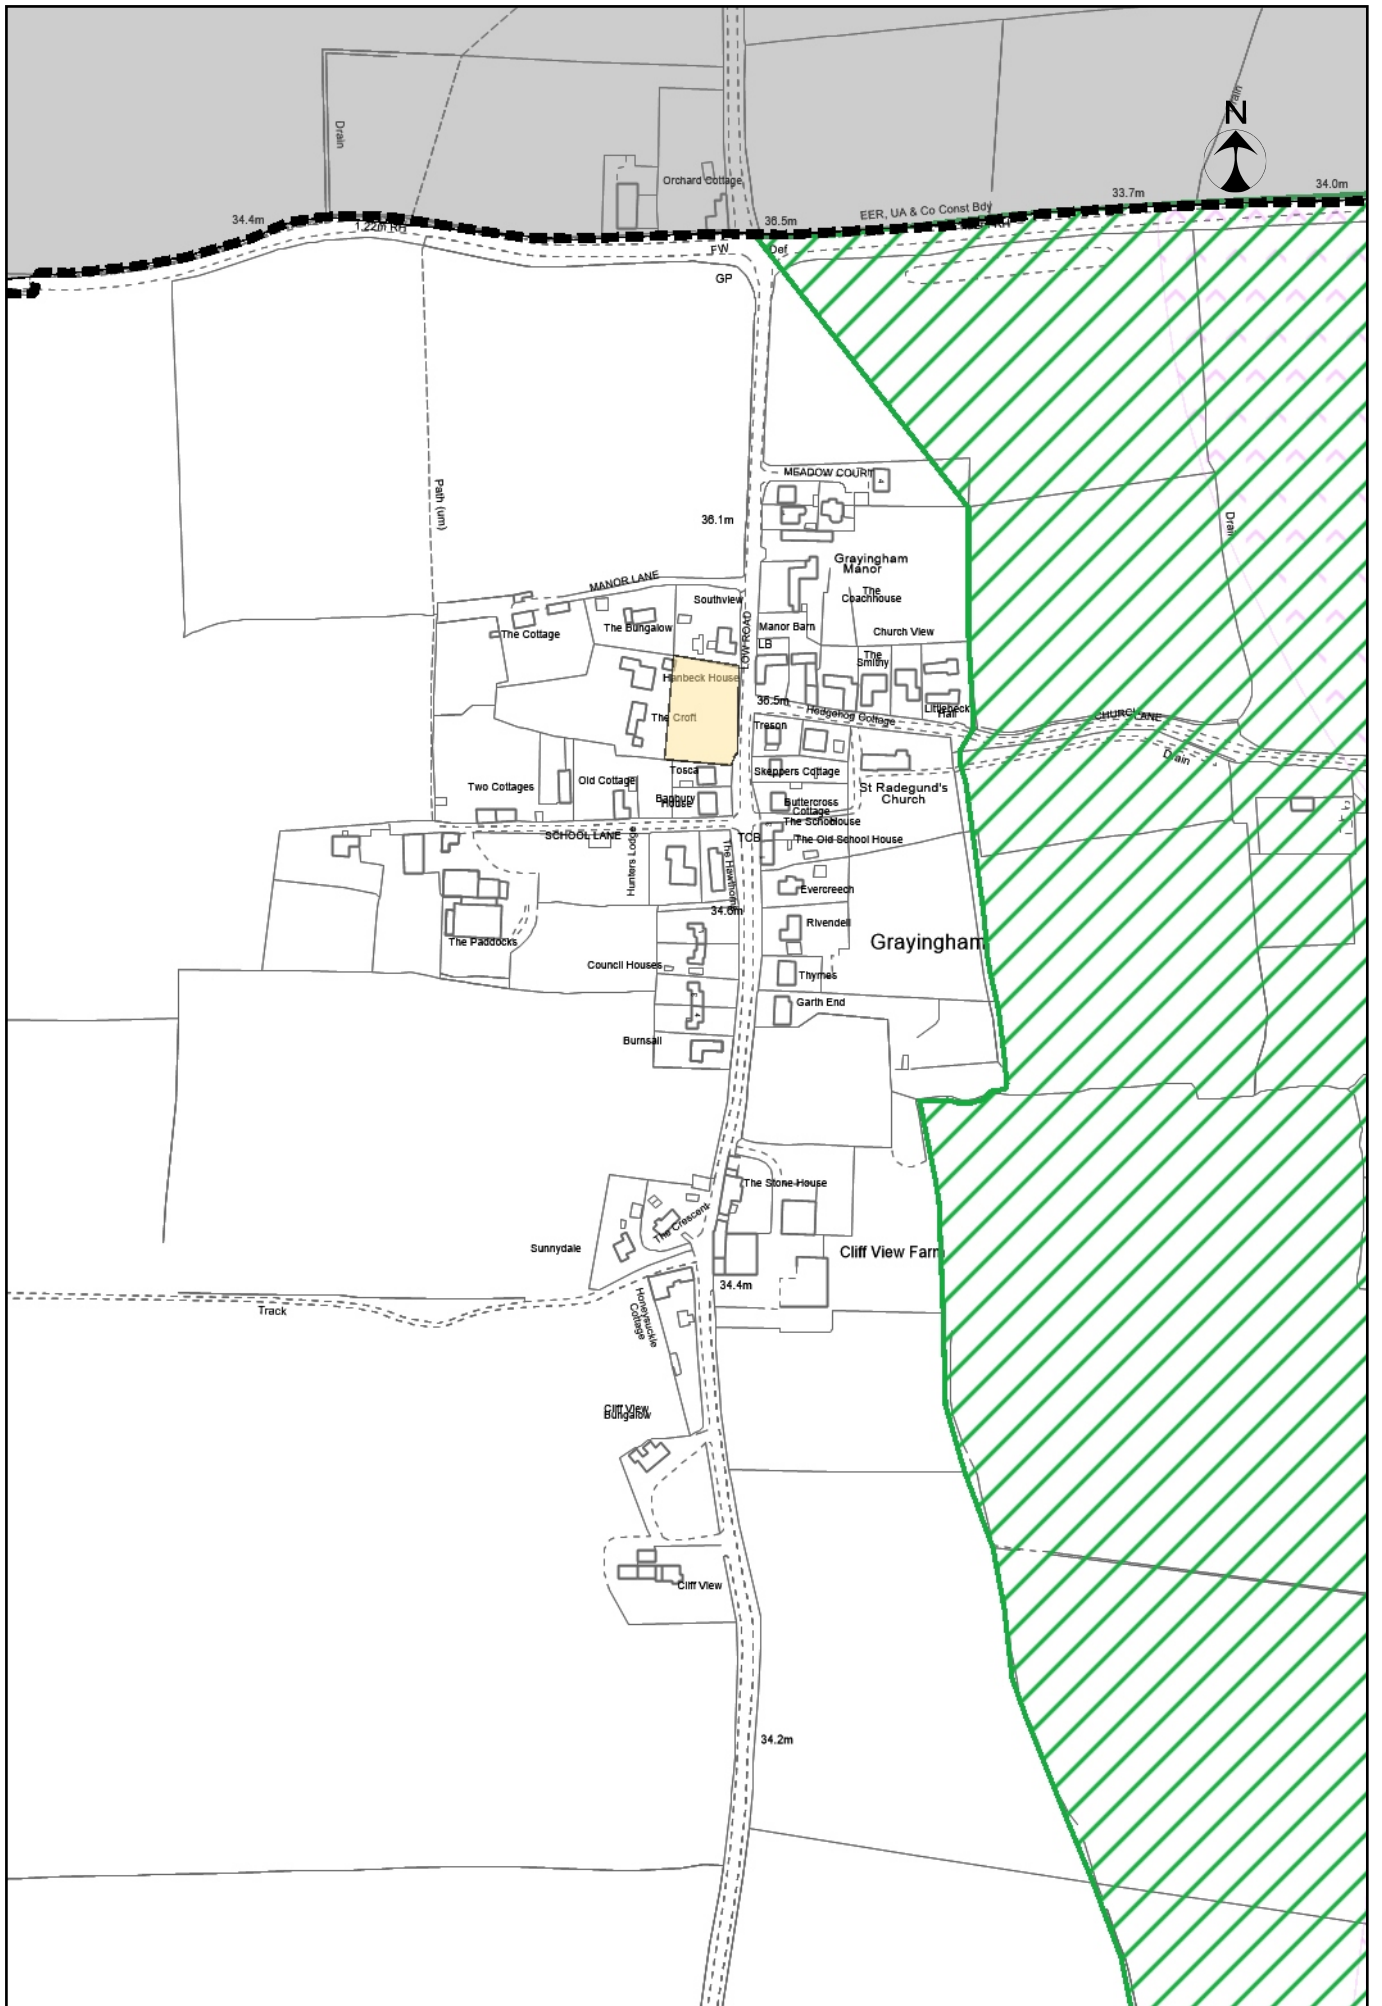 N
Drain
Drain
Orchard Cottage
34.4m
1.22m RH
36.5m
EER, UA & Co Const Bdy
33.7m
34.0m
FW
Def
GP
Path (um)
MEADOW COURT
4
36.1m
Grayingham
Manor
The
Coachhouse
MANOR LANE
Southview
The Cottage
The Bungalow
LOW ROAD
Manor Barn
LB
Church View
The
Smithy
Drain
Hanbeck House
The Croft
36.5m
Hedgehog Cottage
Littlebeck
Hall
CHURCH LANE
Drain
Treson
Tosca
Skeppers Cottage
St Radegund's
Church
Two Cottages
Old Cottage
Banbury
House
Buttercross
Cottage
The Schoolhouse
SCHOOL LANE
TCB
The Old School House
Hunters Lodge
The Hawthorns
Evercreech
34.6m
Rivendell
The Paddocks
Grayingham
Council Houses
Thymes
4
Garth End
Burnsall
The Stone House
The Crescent
Sunnydale
Cliff View Farm
34.4m
Track
Honeysuckle
Cottage
Cliff View
Bungalow
Cliff View
34.2m